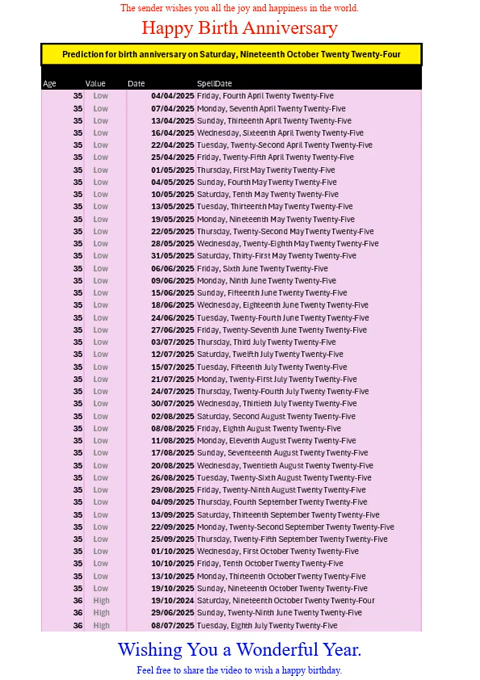 The sender wishes you all the joy and happiness in the world.
Happy Birth Anniversary
Prediction for birth anniversary on Saturday, Nineteenth October Twenty Twenty-Four
Age Value Date SpellDate
35 Low 04/04/2025 Friday, Fourth April Twenty Twenty-Five
35 Low 07/04/2025 Monday, Seventh April Twenty Twenty-Five
35 Low 13/04/2025 Sunday, Thirteenth April Twenty Twenty-Five
35 Low 16/04/2025 Wednesday, Sixteenth April Twenty Twenty-Five
35 Low 22/04/2025 Tuesday, Twenty-Second April Twenty Twenty-Five
35 Low 25/04/2025 Friday, Twenty-Fifth April Twenty Twenty-Five
35 Low 01/05/2025 Thursday, First May Twenty Twenty-Five
35 Low 04/05/2025 Sunday, Fourth May Twenty Twenty-Five
35 Low 10/05/2025 Saturday, Tenth May Twenty Twenty-Five
35 Low 13/05/2025 Tuesday, Thirteenth May Twenty Twenty-Five
35 Low 19/05/2025 Monday, Nineteenth May Twenty Twenty-Five
35 Low 22/05/2025 Thursday, Twenty-Second May Twenty Twenty-Five
35 Low 28/05/2025 Wednesday, Twenty-Eighth May Twenty Twenty-Five
35 Low 31/05/2025 Saturday, Thirty-First May Twenty Twenty-Five
35 Low 06/06/2025 Friday, Sixth June Twenty Twenty-Five
35 Low 09/06/2025 Monday, Ninth June Twenty Twenty-Five
35 Low 15/06/2025 Sunday, Fifteenth June Twenty Twenty-Five
35 Low 18/06/2025 Wednesday, Eighteenth June Twenty Twenty-Five
35 Low 24/06/2025 Tuesday, Twenty-Fourth June Twenty Twenty-Five
35 Low 27/06/2025 Friday, Twenty-Seventh June Twenty Twenty-Five
35 Low 03/07/2025 Thursday, Third July Twenty Twenty-Five
35 Low 12/07/2025 Saturday, Twelfth July Twenty Twenty-Five
35 Low 15/07/2025 Tuesday, Fifteenth July Twenty Twenty-Five
35 Low 21/07/2025 Monday, Twenty-First July Twenty Twenty-Five
35 Low 24/07/2025 Thursday, Twenty-Fourth July Twenty Twenty-Five
35 Low 30/07/2025 Wednesday, Thirtieth July Twenty Twenty-Five
35 Low 02/08/2025 Saturday, Second August Twenty Twenty-Five
35 Low 08/08/2025 Friday, Eighth August Twenty Twenty-Five
35 Low 11/08/2025 Monday, Eleventh August Twenty Twenty-Five
35 Low 17/08/2025 Sunday, Seventeenth August Twenty Twenty-Five
35 Low 20/08/2025 Wednesday, Twentieth August Twenty Twenty-Five
35 Low 26/08/2025 Tuesday, Twenty-Sixth August Twenty Twenty-Five
35 Low 29/08/2025 Friday, Twenty-Ninth August Twenty Twenty-Five
35 Low 04/09/2025 Thursday, Fourth September Twenty Twenty-Five
35 Low 13/09/2025 Saturday, Thirteenth September Twenty Twenty-Five
35 Low 22/09/2025 Monday, Twenty-Second September Twenty Twenty-Five
35 Low 25/09/2025 Thursday, Twenty-Fifth September Twenty Twenty-Five
35 Low 01/10/2025 Wednesday, First October Twenty Twenty-Five
35 Low 10/10/2025 Friday, Tenth October Twenty Twenty-Five
35 Low 13/10/2025 Monday, Thirteenth October Twenty Twenty-Five
35 Low 19/10/2025 Sunday, Nineteenth October Twenty Twenty-Five
36 High 19/10/2024 Saturday, Nineteenth October Twenty Twenty-Four
36 High 29/06/2025 Sunday, Twenty-Ninth June Twenty Twenty-Five
36 High 08/07/2025 Tuesday, Eighth July Twenty Twenty-Five
Wishing You a Wonderful Year.
Feel free to share the video to wish a happy birthday.